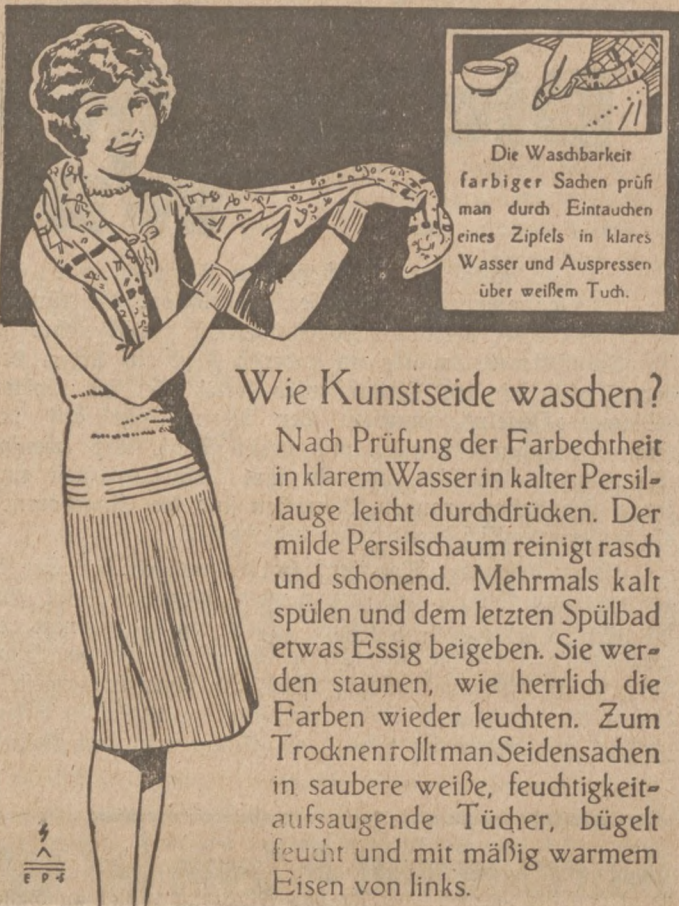 Die Waschbarkeit
farbiger Sachen prüft
man durch Eintauchen
eines Zipfels in klares
Wasser und Auspressen
über weißem Tuch.
Wie Kunstseide waschen?
Nach Prüfung der Farbechtheit
in klarem Wasser in kalter Persil-
lauge leicht durchdrücken. Der
milde Persilschaum reinigt rasch
und schonend. Mehrmals kalt
spülen und dem letzten Spülbad
etwas Essig beigeben. Sie wer-
den staunen, wie herrlich die
Farben wieder leuchten. Zum
Trocknen rollt man Seidensachen
in saubere weiße, feuchtigkeit-
aufsaugende Tücher, bügelt
feucht und mit mäßig warmem
Eisen von links.